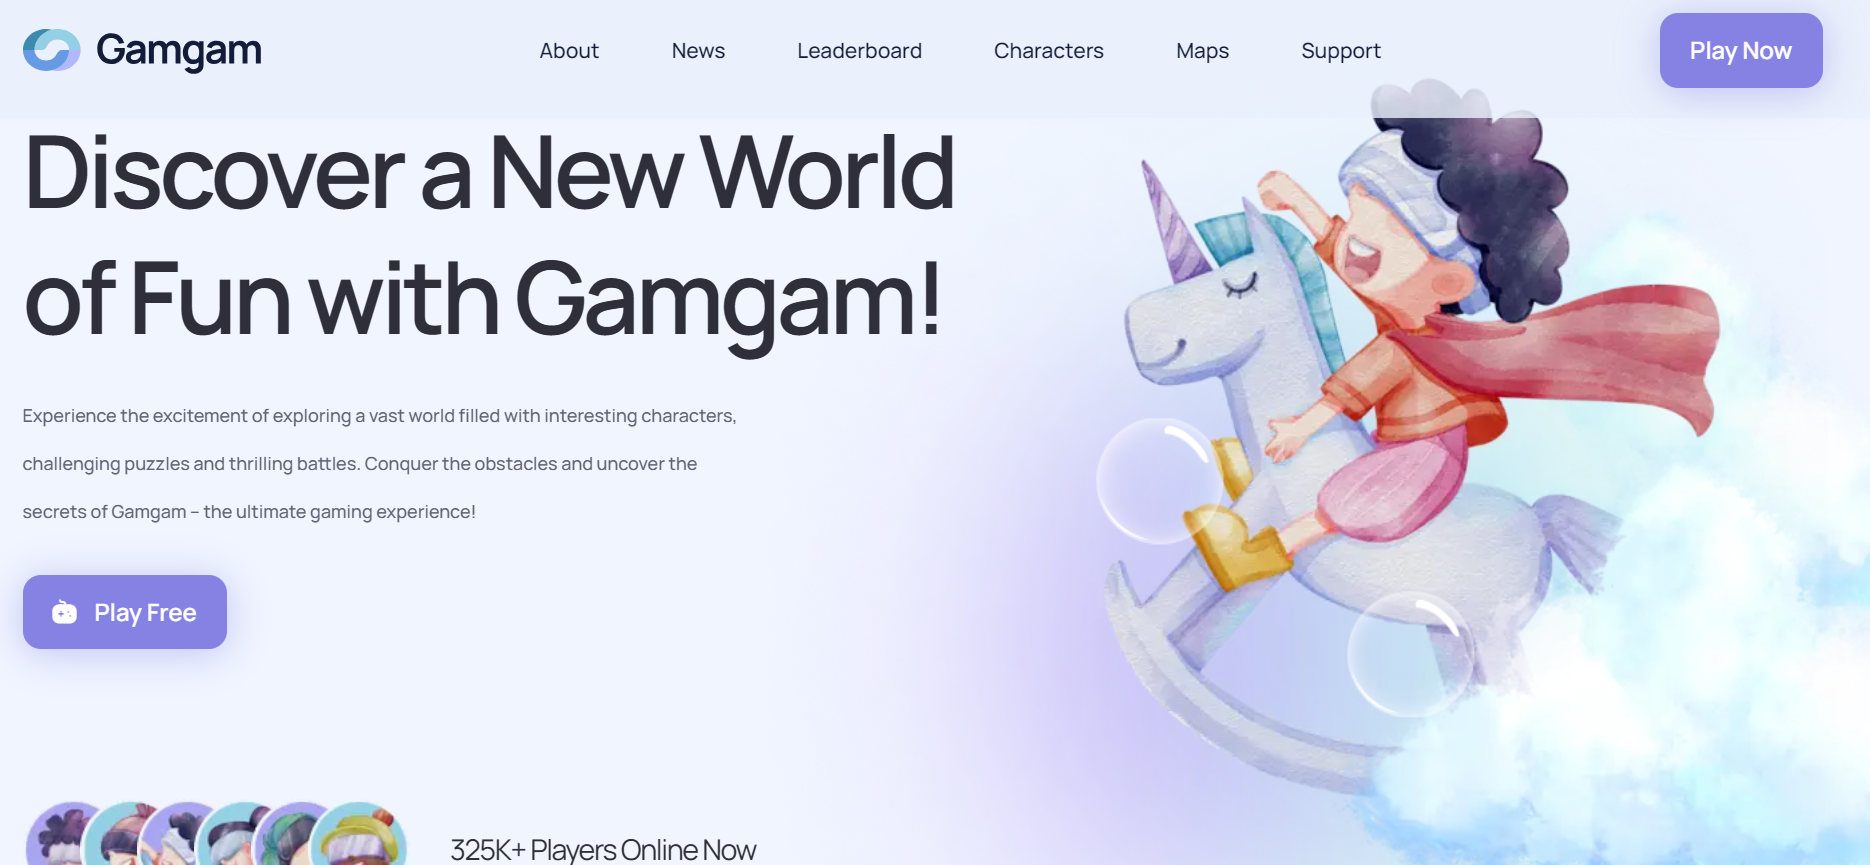 Gamgam
About News Leaderboard Characters Maps Support
Play Now
Discover a New World
of Fun with Gamgam!
Experience the excitement of exploring a vast world filled with interesting characters,
challenging puzzles and thrilling battles. Conquer the obstacles and uncover the
secrets of Gamgam – the ultimate gaming experience!
Play Free
325K+ Players Online Now